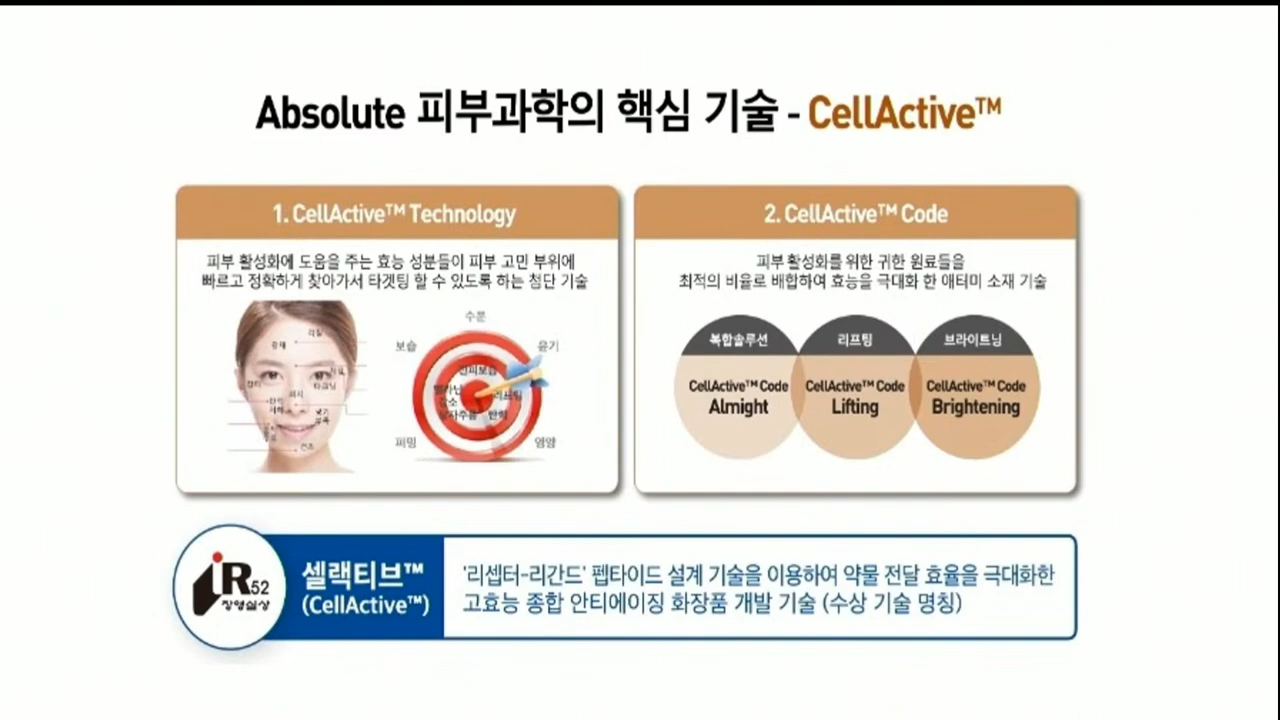 Absolute 피부과학의 핵심 기술 - CellActive™
1. CellActive™ Technology
피부 활성화에 도움을 주는 효능 성분들이 피부 고민 부위에
빠르고 정확하게 찾아가서 타겟팅 할 수 있도록 하는 첨단 기술
수분
보습
윤기
진피보습
리프팅
탄력
피밍
영양
2. CellActive™ Code
피부 활성화를 위한 귀한 원료들을
최적의 비율로 배합하여 효능을 극대화 한 애터미 소재 기술
복합솔루션
리프팅
브라이트닝
CellActive™ Code
Almight
CellActive™ Code
Lifting
CellActive™ Code
Brightening
iR52
장영실상
셀랙티브™
(CellActive™)
'리셉터-리간드' 펩타이드 설계 기술을 이용하여 약물 전달 효율을 극대화한
고효능 종합 안티에이징 화장품 개발 기술 (수상 기술 명칭)